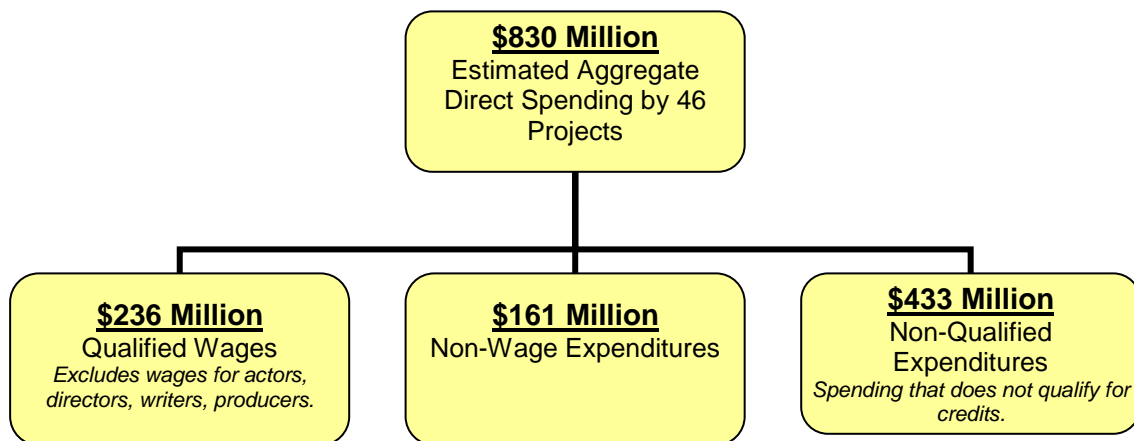 $830 Million
Estimated Aggregate
Direct Spending by 46
Projects
$236 Million
Qualified Wages
Excludes wages for actors,
directors, writers, producers.
$161 Million
Non-Wage Expenditures
$433 Million
Non-Qualified
Expenditures
Spending that does not qualify for
credits.